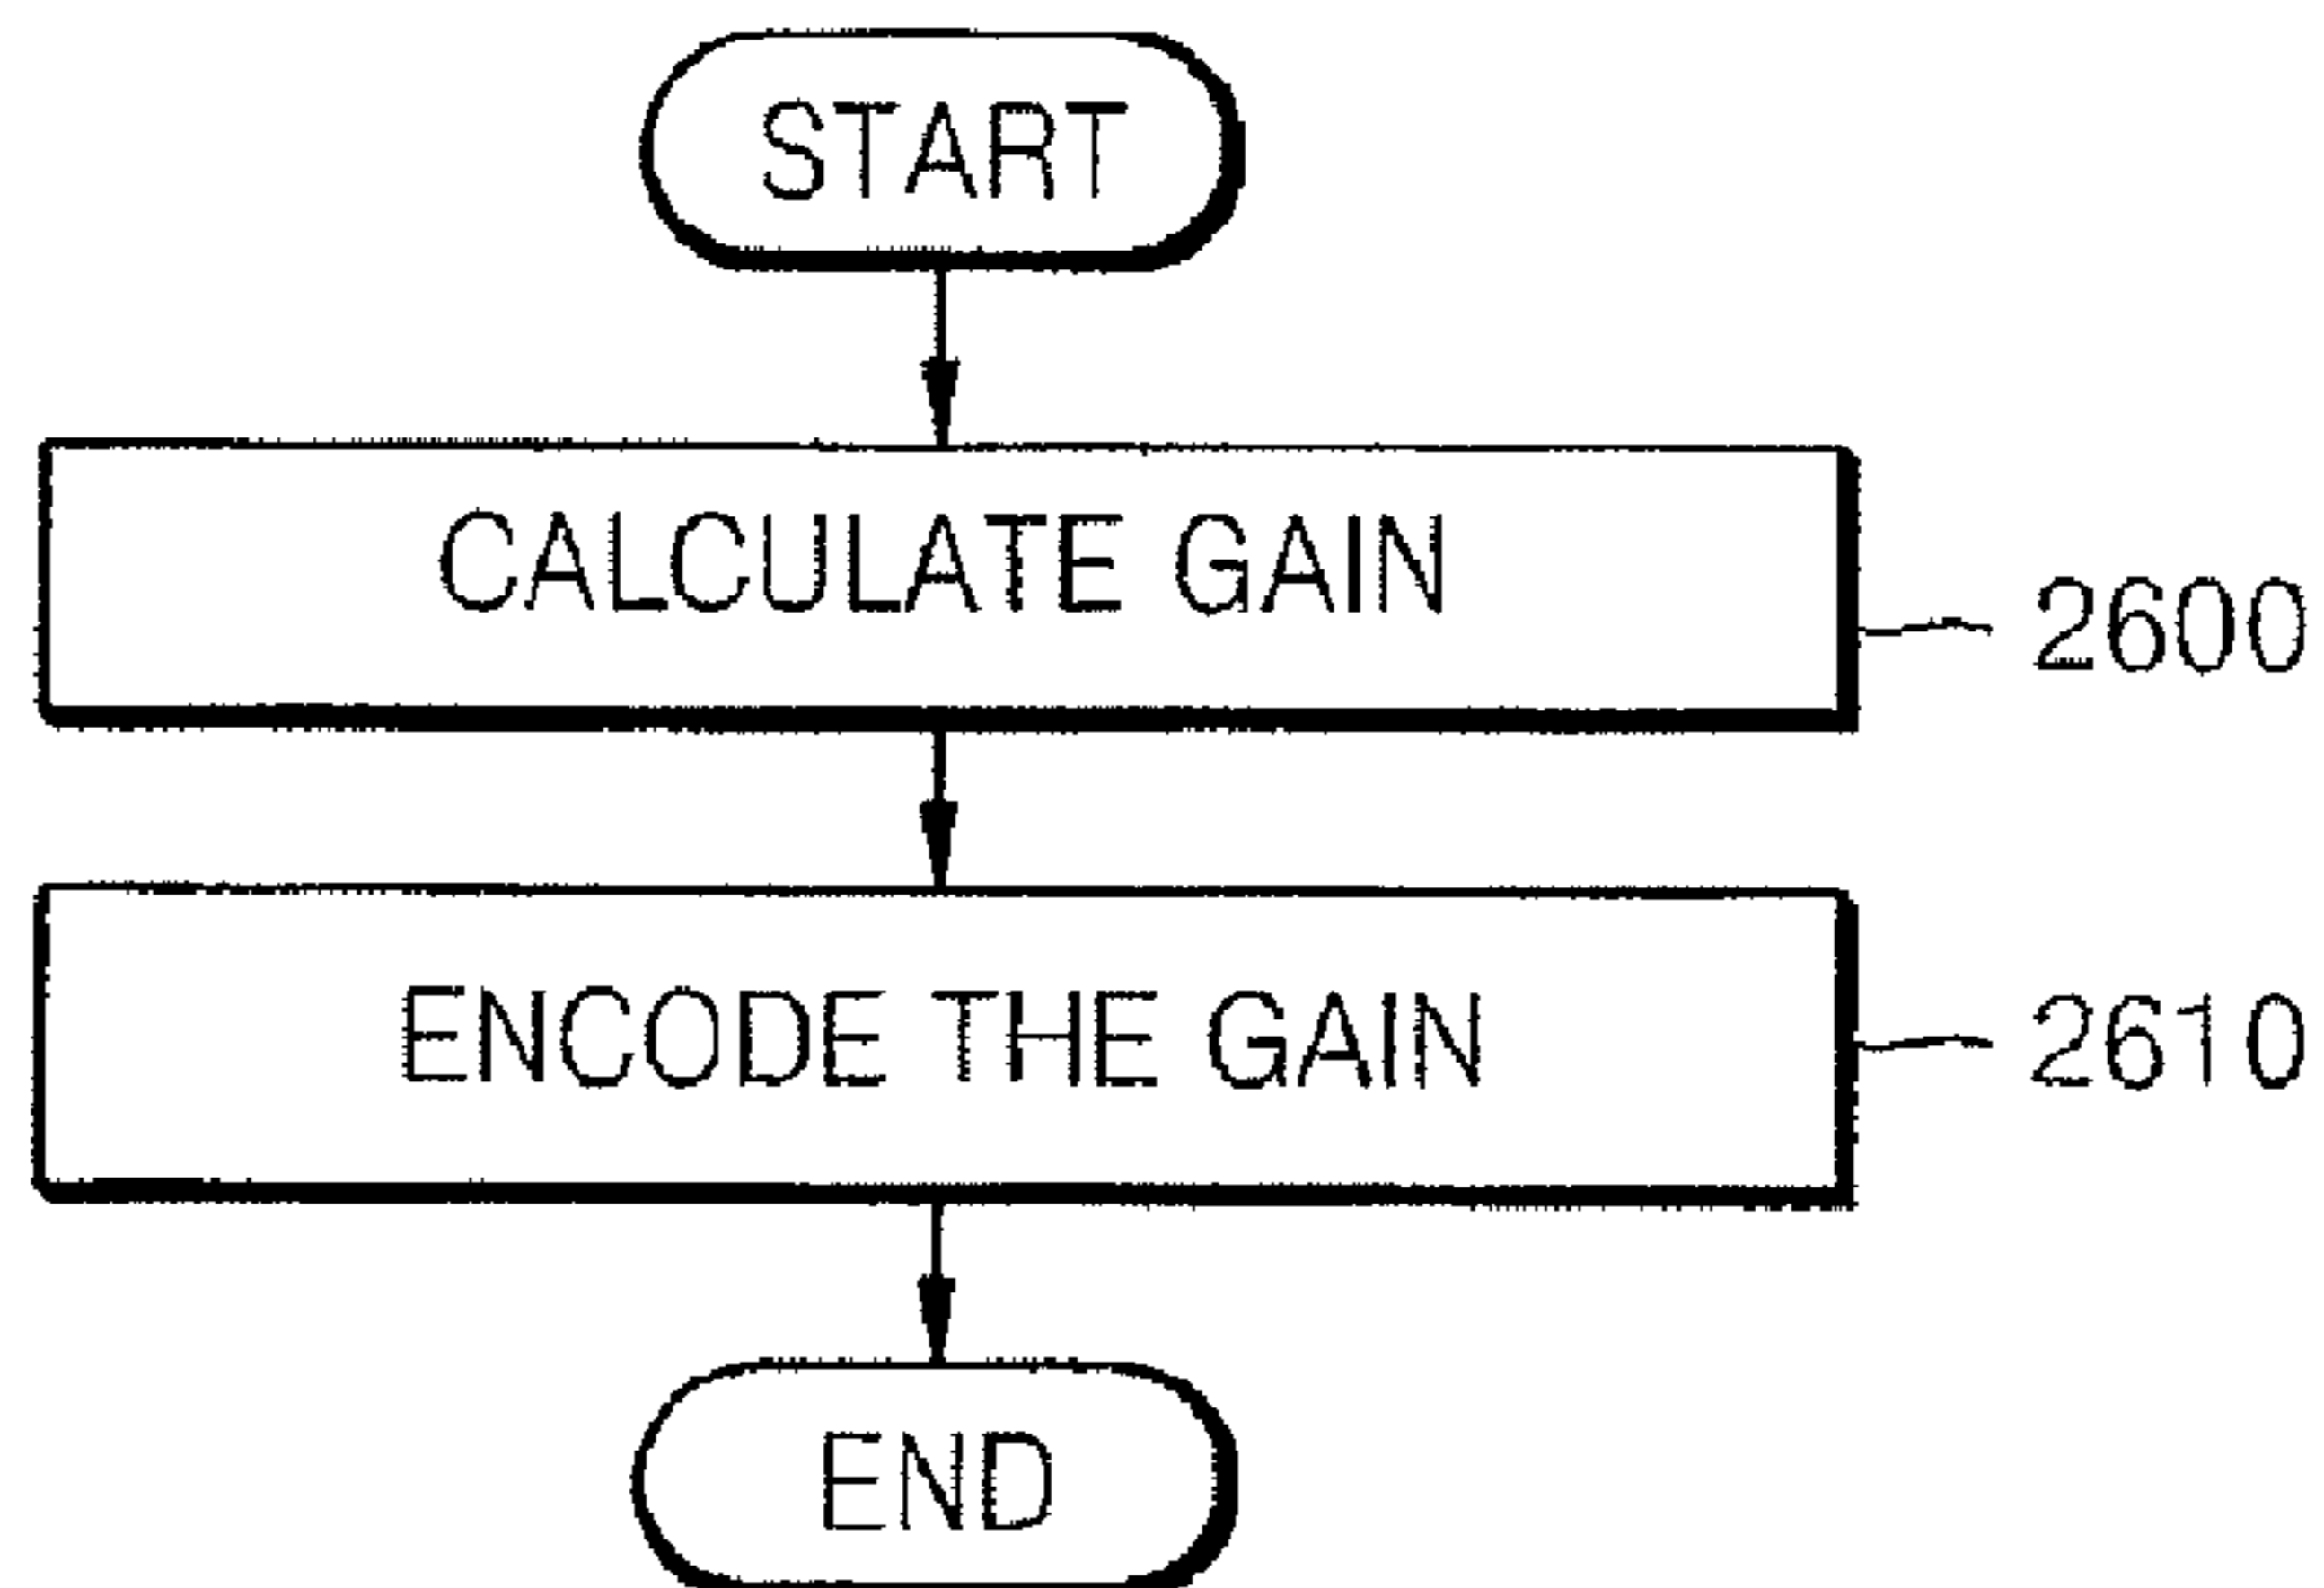 START
CALCULATE GAIN
2600
ENCODE THE GAIN
2610
END